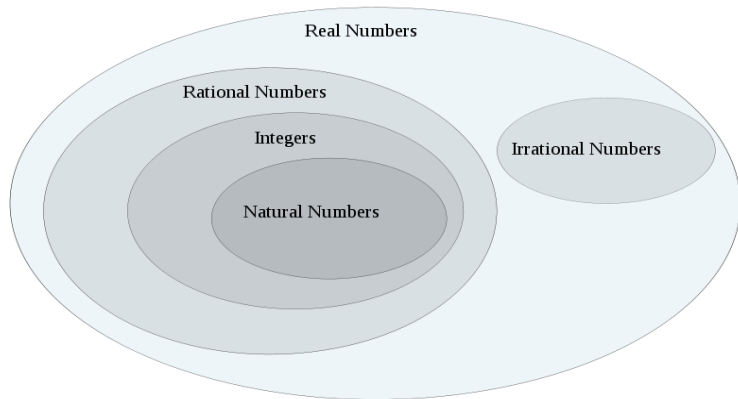 Real Numbers
Rational Numbers
Integers
Irrational Numbers
Natural Numbers